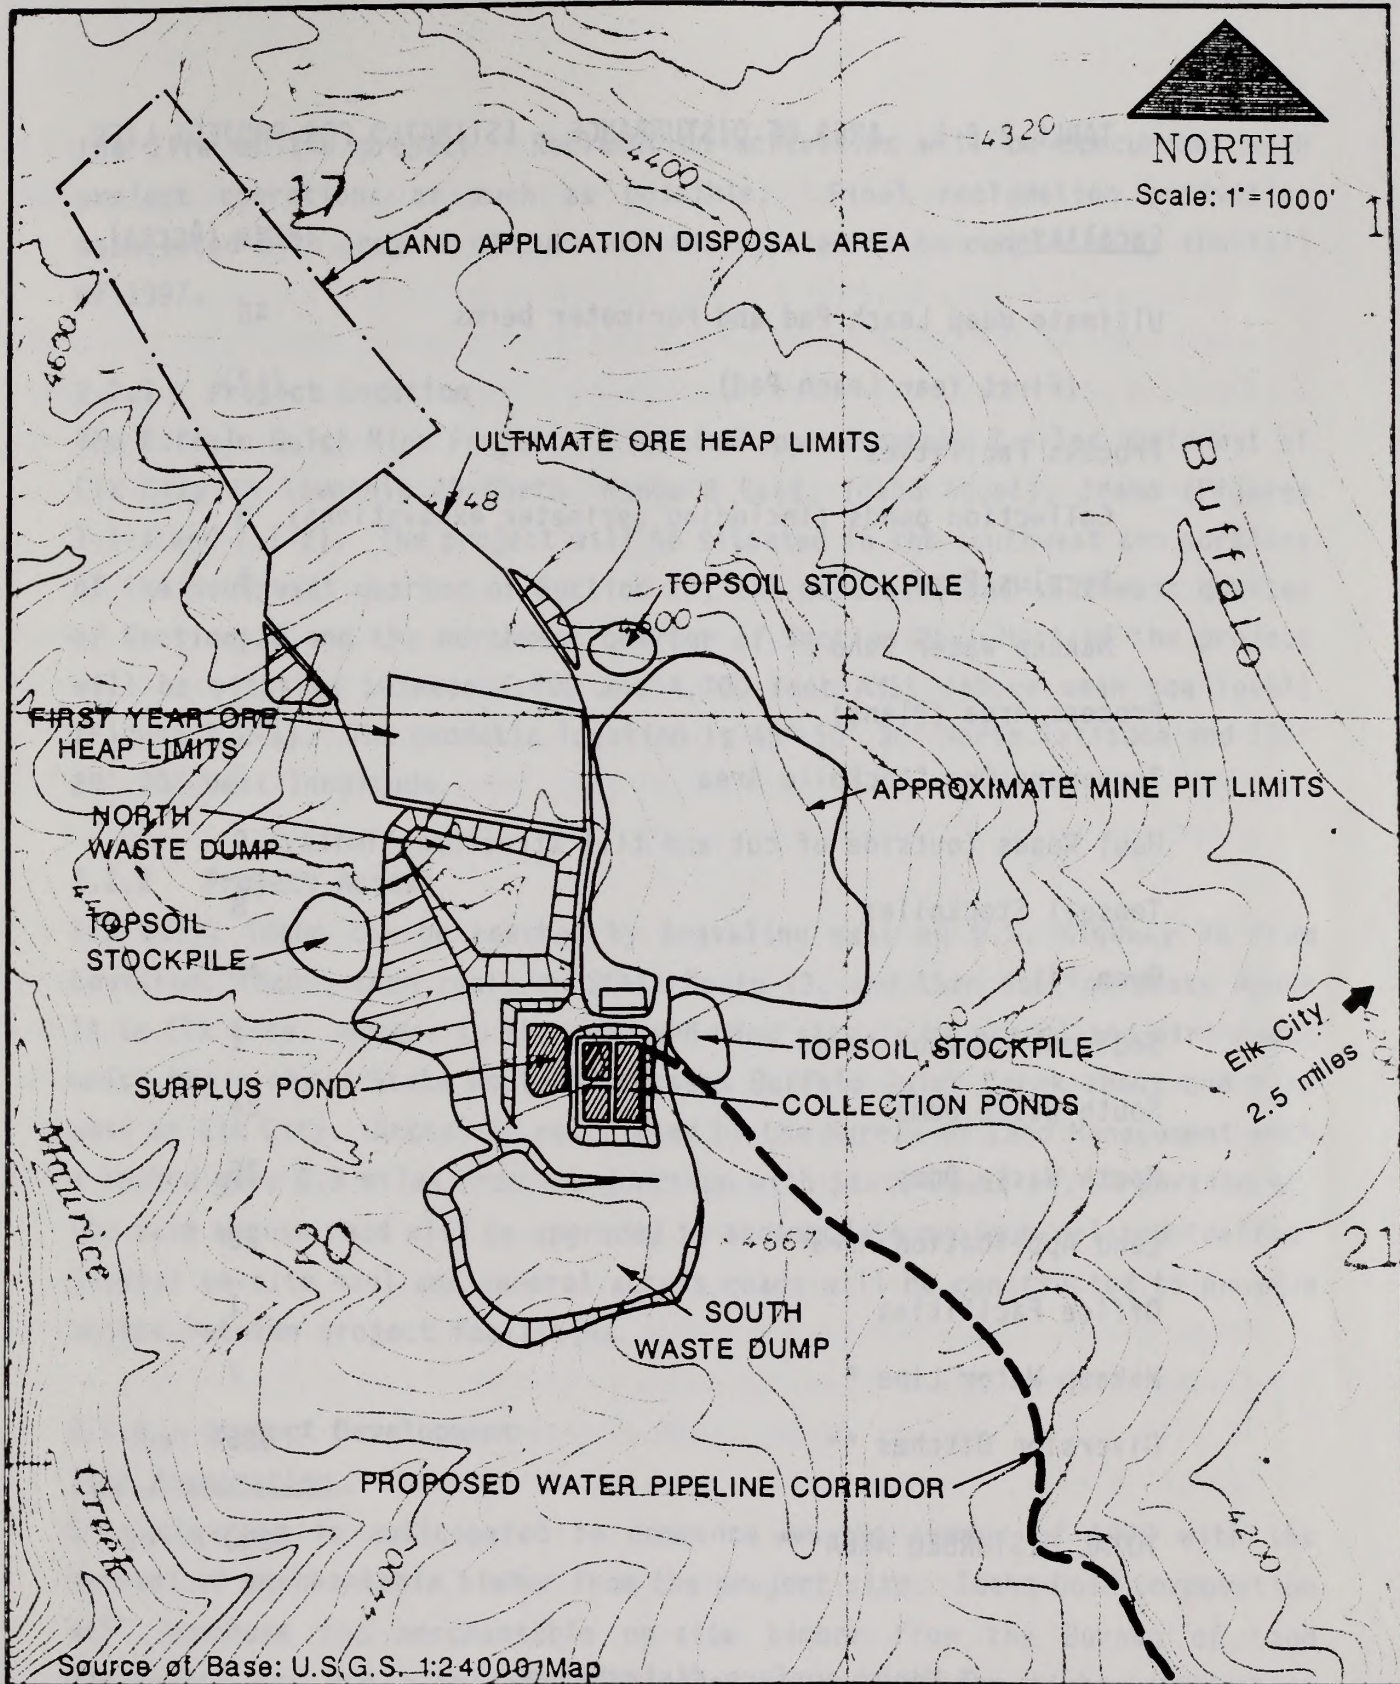 NORTH
Scale: 1"=1000'
4320
4400
17
LAND APPLICATION DISPOSAL AREA
4600
ULTIMATE ORE HEAP LIMITS
4748
Buffalo
TOPSOIL STOCKPILE
4600
FIRST YEAR ORE
HEAP LIMITS
APPROXIMATE MINE PIT LIMITS
NORTH
WASTE DUMP
TOPSOIL
STOCKPILE
Elk City
2.5 miles
TOPSOIL STOCKPILE
SURPLUS POND
COLLECTION PONDS
Maurice
Creek
20
4667
21
SOUTH
WASTE DUMP
PROPOSED WATER PIPELINE CORRIDOR
4200
Source of Base: U.S.G.S. 1:24000 Map